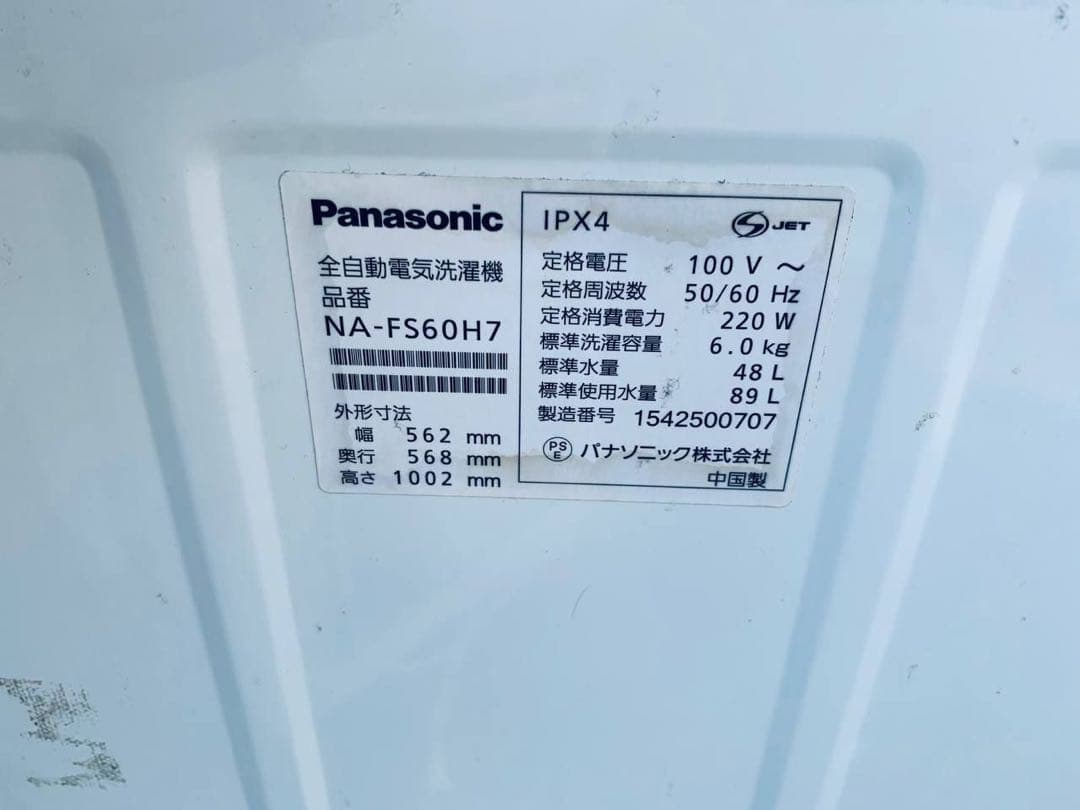 Panasonic
全自動電気洗濯機
品番
NA-FS60H7
外形寸法
幅 562 mm
奥行 568 mm
高さ 1002 mm
IPX4
S JET
定格電圧 100 V ～
定格周波数 50/60 Hz
定格消費電力 220 W
標準洗濯容量 6.0 kg
標準水量 48 L
標準使用水量 89 L
製造番号 1542500707
PS E パナソニック株式会社
中国製